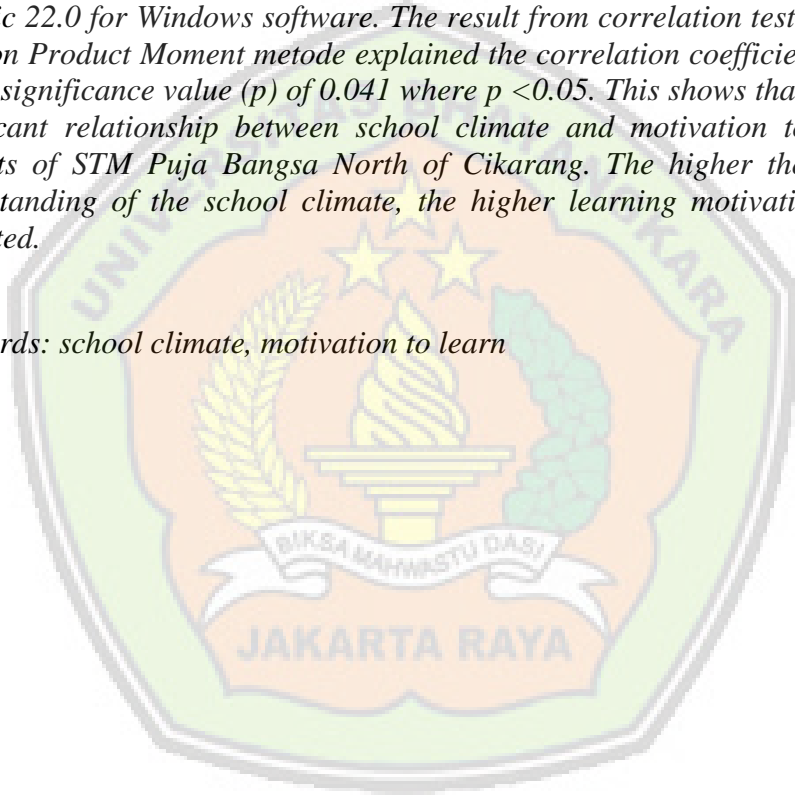 ic 22.0 for Windows software. The result from correlation test
on Product Moment metode explained the correlation coefficie
significance value (p) of 0.041 where p <0.05. This shows tha
cant relationship between school climate and motivation t
ts of STM Puja Bangsa North of Cikarang. The higher the
tanding of the school climate, the higher learning motivati
ted.
rds: school climate, motivation to learn
UNIVERSITAS BHAYANGKARA
BIKSA MAHWASTU DASI
JAKARTA RAYA